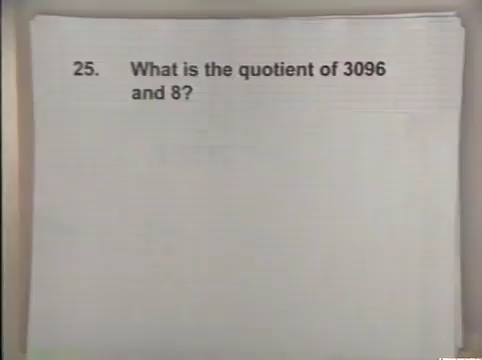 25. What is the quotient of 3096
and 8?